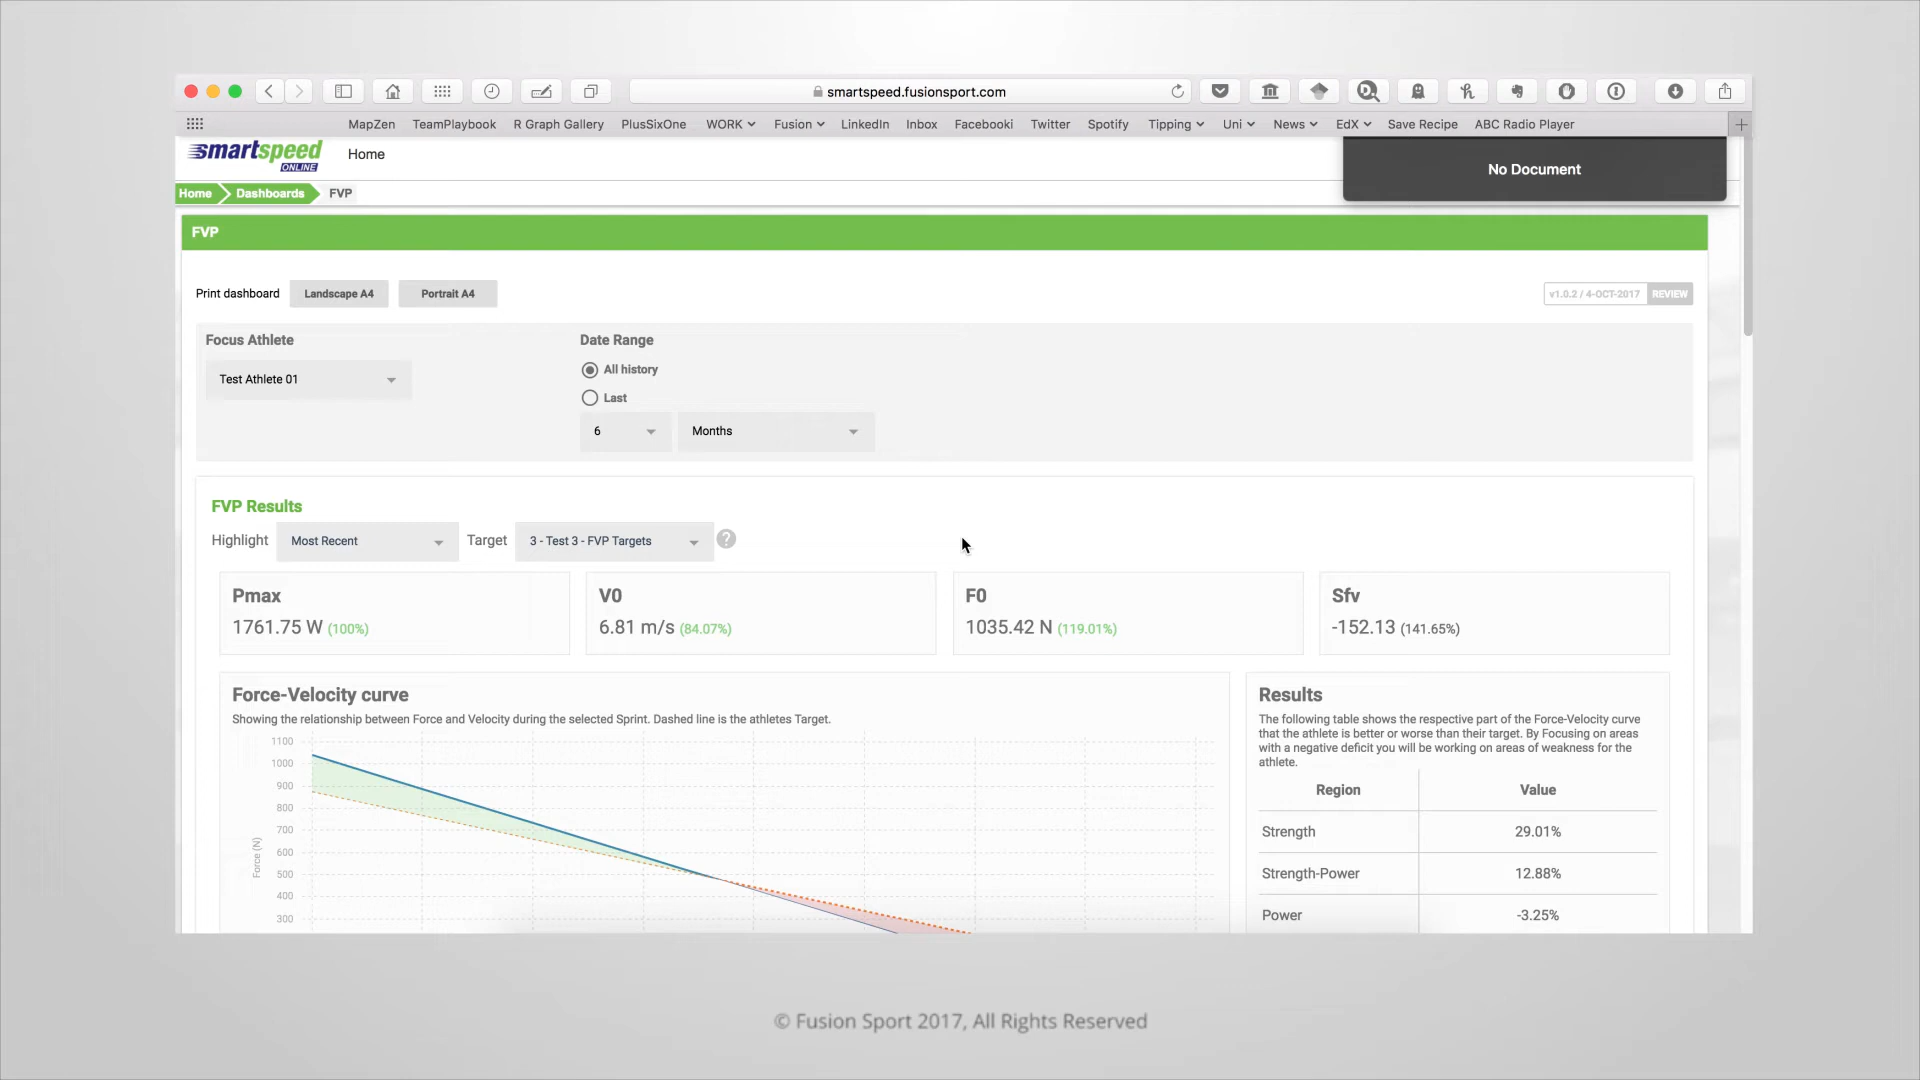 smartspeed.fusionsport.com
MapZen TeamPlaybook R Graph Gallery PlusSixOne WORK Fusion LinkedIn Inbox Facebooki Twitter Spotify Tipping Uni News EdX Save Recipe ABC Radio Player
smartspeed
ONLINE
Home
No Document
Home Dashboards FVP
FVP
Print dashboard Landscape A4 Portrait A4
v1.0.2 / 4-OCT-2017 REVIEW
Focus Athlete
Test Athlete 01
Date Range
All history
Last
6 Months
FVP Results
Highlight Most Recent Target 3 - Test 3 - FVP Targets ?
Pmax
1761.75 W (100%)
V0
6.81 m/s (84.07%)
F0
1035.42 N (119.01%)
Sfv
-152.13 (141.65%)
Force-Velocity curve
Showing the relationship between Force and Velocity during the selected Sprint. Dashed line is the athletes Target.
1100
1000
900
800
700
600
500
400
300
Force (N)
Results
The following table shows the respective part of the Force-Velocity curve
that the athlete is better or worse than their target. By Focusing on areas
with a negative deficit you will be working on areas of weakness for the
athlete.
Region Value
Strength 29.01%
Strength-Power 12.88%
Power -3.25%
© Fusion Sport 2017, All Rights Reserved